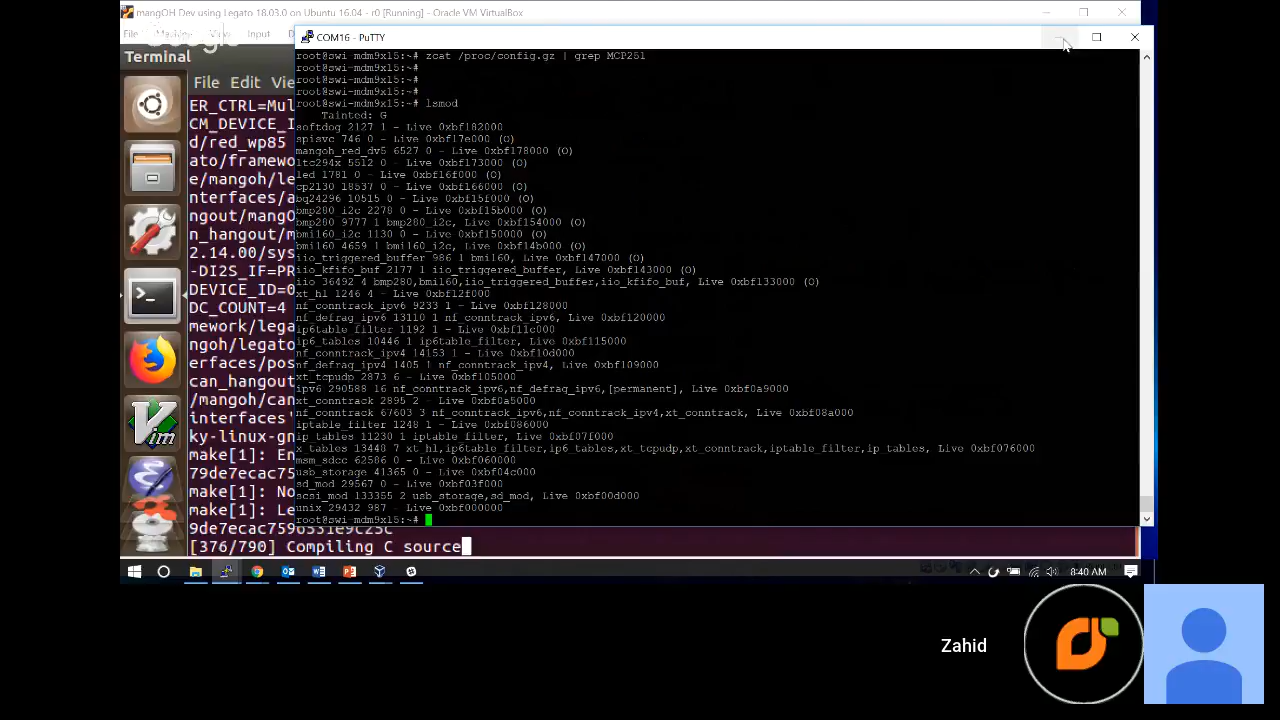 mangOH Dev using Legato 18.03.0 on Ubuntu 16.04 - r0 [Running] - Oracle VM VirtualBox
File Machine View Input
COM16 - PuTTY
Terminal
File Edit Vie
root@swi-mdm9x15:~# zcat /proc/config.gz | grep MCP251
root@swi-mdm9x15:~#
root@swi-mdm9x15:~#
root@swi-mdm9x15:~#
root@swi-mdm9x15:~# lsmod
Tainted: G
softdog 2127 1 - Live 0xbf182000
spisvc 746 0 - Live 0xbf17e000 (O)
mangoh_red_dv5 6527 0 - Live 0xbf178000 (O)
ltc294x 5512 0 - Live 0xbf173000 (O)
led 1781 0 - Live 0xbf16f000 (O)
cp2130 18537 0 - Live 0xbf166000 (O)
bq24296 10515 0 - Live 0xbf15f000 (O)
bmp280_i2c 2278 0 - Live 0xbf15b000 (O)
bmp280 9777 1 bmp280_i2c, Live 0xbf154000 (O)
bmi160_i2c 1130 0 - Live 0xbf150000 (O)
bmi160 4659 1 bmi160_i2c, Live 0xbf14b000 (O)
iio_triggered_buffer 986 1 bmi160, Live 0xbf147000 (O)
iio_kfifo_buf 2177 1 iio_triggered_buffer, Live 0xbf143000 (O)
iio 36492 4 bmp280,bmi160,iio_triggered_buffer,iio_kfifo_buf, Live 0xbf133000 (O)
xt_hl 1246 4 - Live 0xbf12f000
nf_conntrack_ipv6 9233 1 - Live 0xbf128000
nf_defrag_ipv6 13110 1 nf_conntrack_ipv6, Live 0xbf120000
ip6table_filter 1192 1 - Live 0xbf11c000
ip6_tables 10446 1 ip6table_filter, Live 0xbf115000
nf_conntrack_ipv4 14153 1 - Live 0xbf10d000
nf_defrag_ipv4 1405 1 nf_conntrack_ipv4, Live 0xbf109000
xt_tcpudp 2873 6 - Live 0xbf105000
ipv6 290588 16 nf_conntrack_ipv6,nf_defrag_ipv6,[permanent], Live 0xbf0a9000
xt_conntrack 2895 2 - Live 0xbf0a5000
nf_conntrack 67603 3 nf_conntrack_ipv6,nf_conntrack_ipv4,xt_conntrack, Live 0xbf08a000
iptable_filter 1248 1 - Live 0xbf086000
ip_tables 11230 1 iptable_filter, Live 0xbf07f000
x_tables 13440 7 xt_hl,ip6table_filter,ip6_tables,xt_tcpudp,xt_conntrack,iptable_filter,ip_tables, Live 0xbf076000
msm_sdcc 62586 0 - Live 0xbf060000
usb_storage 41365 0 - Live 0xbf04c000
sd_mod 29567 0 - Live 0xbf03f000
scsi_mod 133355 2 usb_storage,sd_mod, Live 0xbf00d000
unix 29432 987 - Live 0xbf000000
root@swi-mdm9x15:~#
ER_CTRL=Mul
CM_DEVICE_I
d/red_wp85
ato/framewo
e/mangoh/le
nterfaces/a
ngout/mangO
n_hangout/m
2.14.00/sys
-DI2S_IF=PR
DEVICE_ID=0
DC_COUNT=4
mework/lega
ngoh/legato
erfaces/pos
can_hangout
/mangoh/can
interfaces'
ky-linux-gn
make[1]: En
79de7ecac75
make[1]: No
make[1]: Le
9de7ecac7596531e9c25c
[376/790] Compiling C source
8:40 AM
Zahid